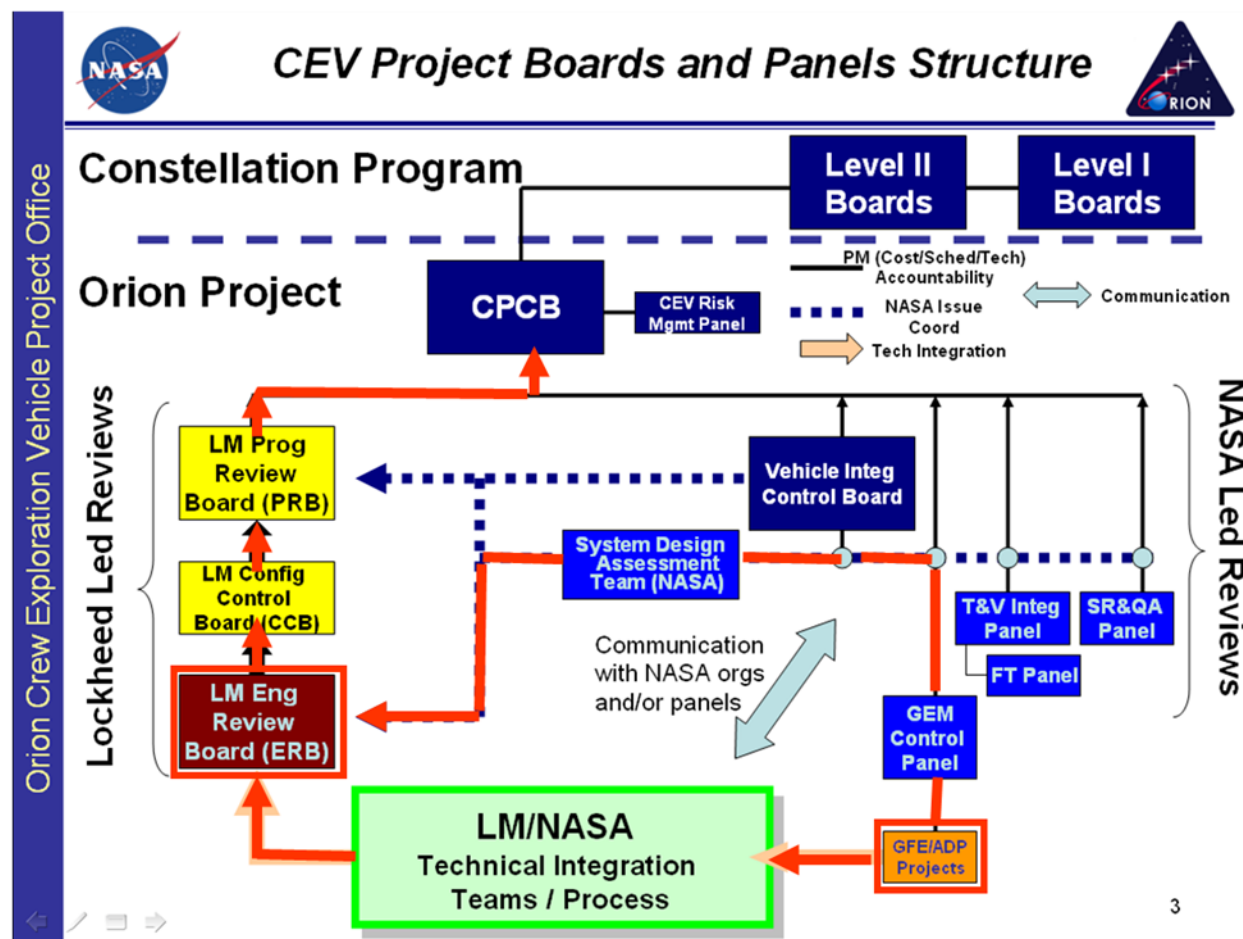 NASA
CEV Project Boards and Panels Structure
ORION
Orion Crew Exploration Vehicle Project Office
Constellation Program
Level II
Boards
Level I
Boards
Orion Project
CPCB
CEV Risk
Mgmt Panel
PM (Cost/Sched/Tech)
Accountability
NASA Issue
Coord
Tech Integration
Communication
Lockheed Led Reviews
NASA Led Reviews
LM Prog
Review
Board (PRB)
Vehicle Integ
Control Board
LM Config
Control
Board (CCB)
System Design
Assessment
Team (NASA)
T&V Integ
Panel
SR&QA
Panel
FT Panel
Communication
with NASA orgs
and/or panels
LM Eng
Review
Board (ERB)
GEM
Control
Panel
LM/NASA
Technical Integration
Teams / Process
GFE/ADP
Projects
3